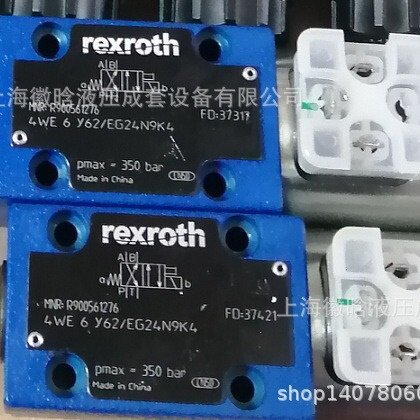 rexroth
A B
a b
上海徽晗液压成套设备有限公司
MNR: R900561276 FD:37317
4WE 6 Y62/EG24N9K4
pmax = 350 bar
Made in China
rexroth
A B
a b
P T
上海徽晗液压
MNR: R900561276 FD:37421
4WE 6 Y62/EG24N9K4
pmax = 350 bar
Made in China
shop14078066